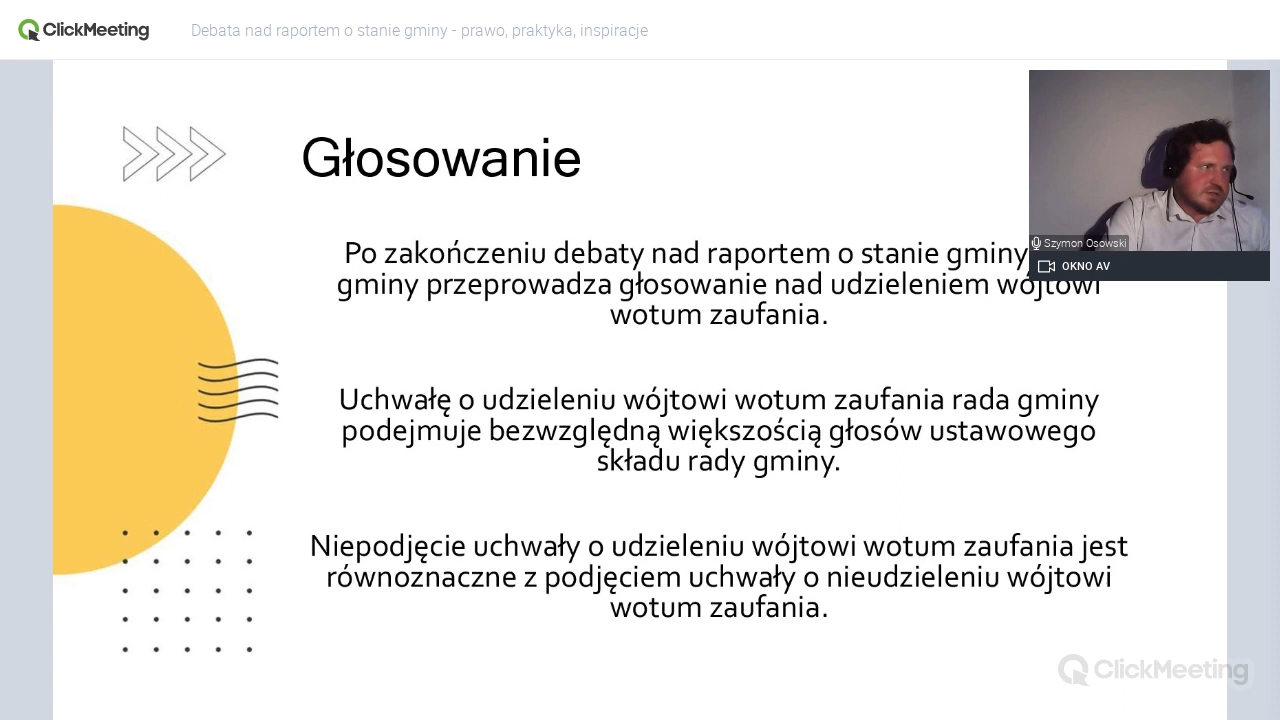 ClickMeeting
Debata nad raportem o stanie gminy - prawo, praktyka, inspiracje
Głosowanie
Po zakończeniu debaty nad raportem o stanie gminy
gminy przeprowadza głosowanie nad udzieleniem wójtowi
wotum zaufania.
Szymon Osowski
OKNO AV
Uchwałę o udzieleniu wójtowi wotum zaufania rada gminy
podejmuje bezwzględną większością głosów ustawowego
składu rady gminy.
Niepodjęcie uchwały o udzieleniu wójtowi wotum zaufania jest
równoznaczne z podjęciem uchwały o nieudzieleniu wójtowi
wotum zaufania.
ClickMeeting